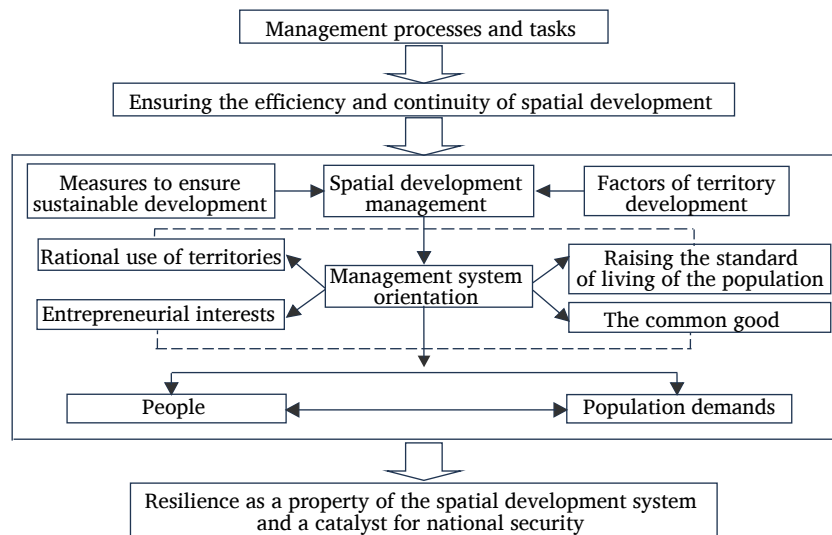 Management processes and tasks
Ensuring the efficiency and continuity of spatial development
Measures to ensure
sustainable development
Spatial development
management
Factors of territory
development
Rational use of territories
Management system
orientation
Raising the standard
of living of the population
Entrepreneurial interests
The common good
People
Population demands
Resilience as a property of the spatial development system
and a catalyst for national security